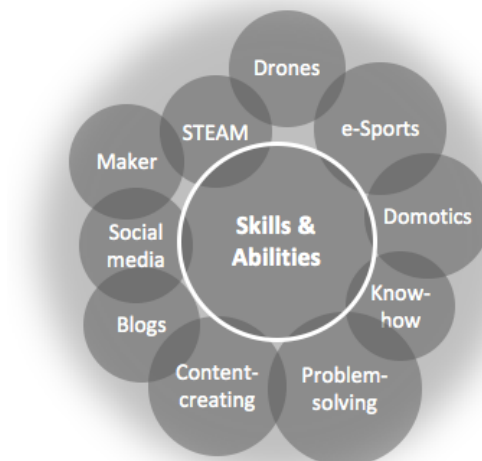 Drones
STEAM
e-Sports
Maker
Skills &
Abilities
Domotics
Social
media
Know-
how
Blogs
Content-
creating
Problem-
solving